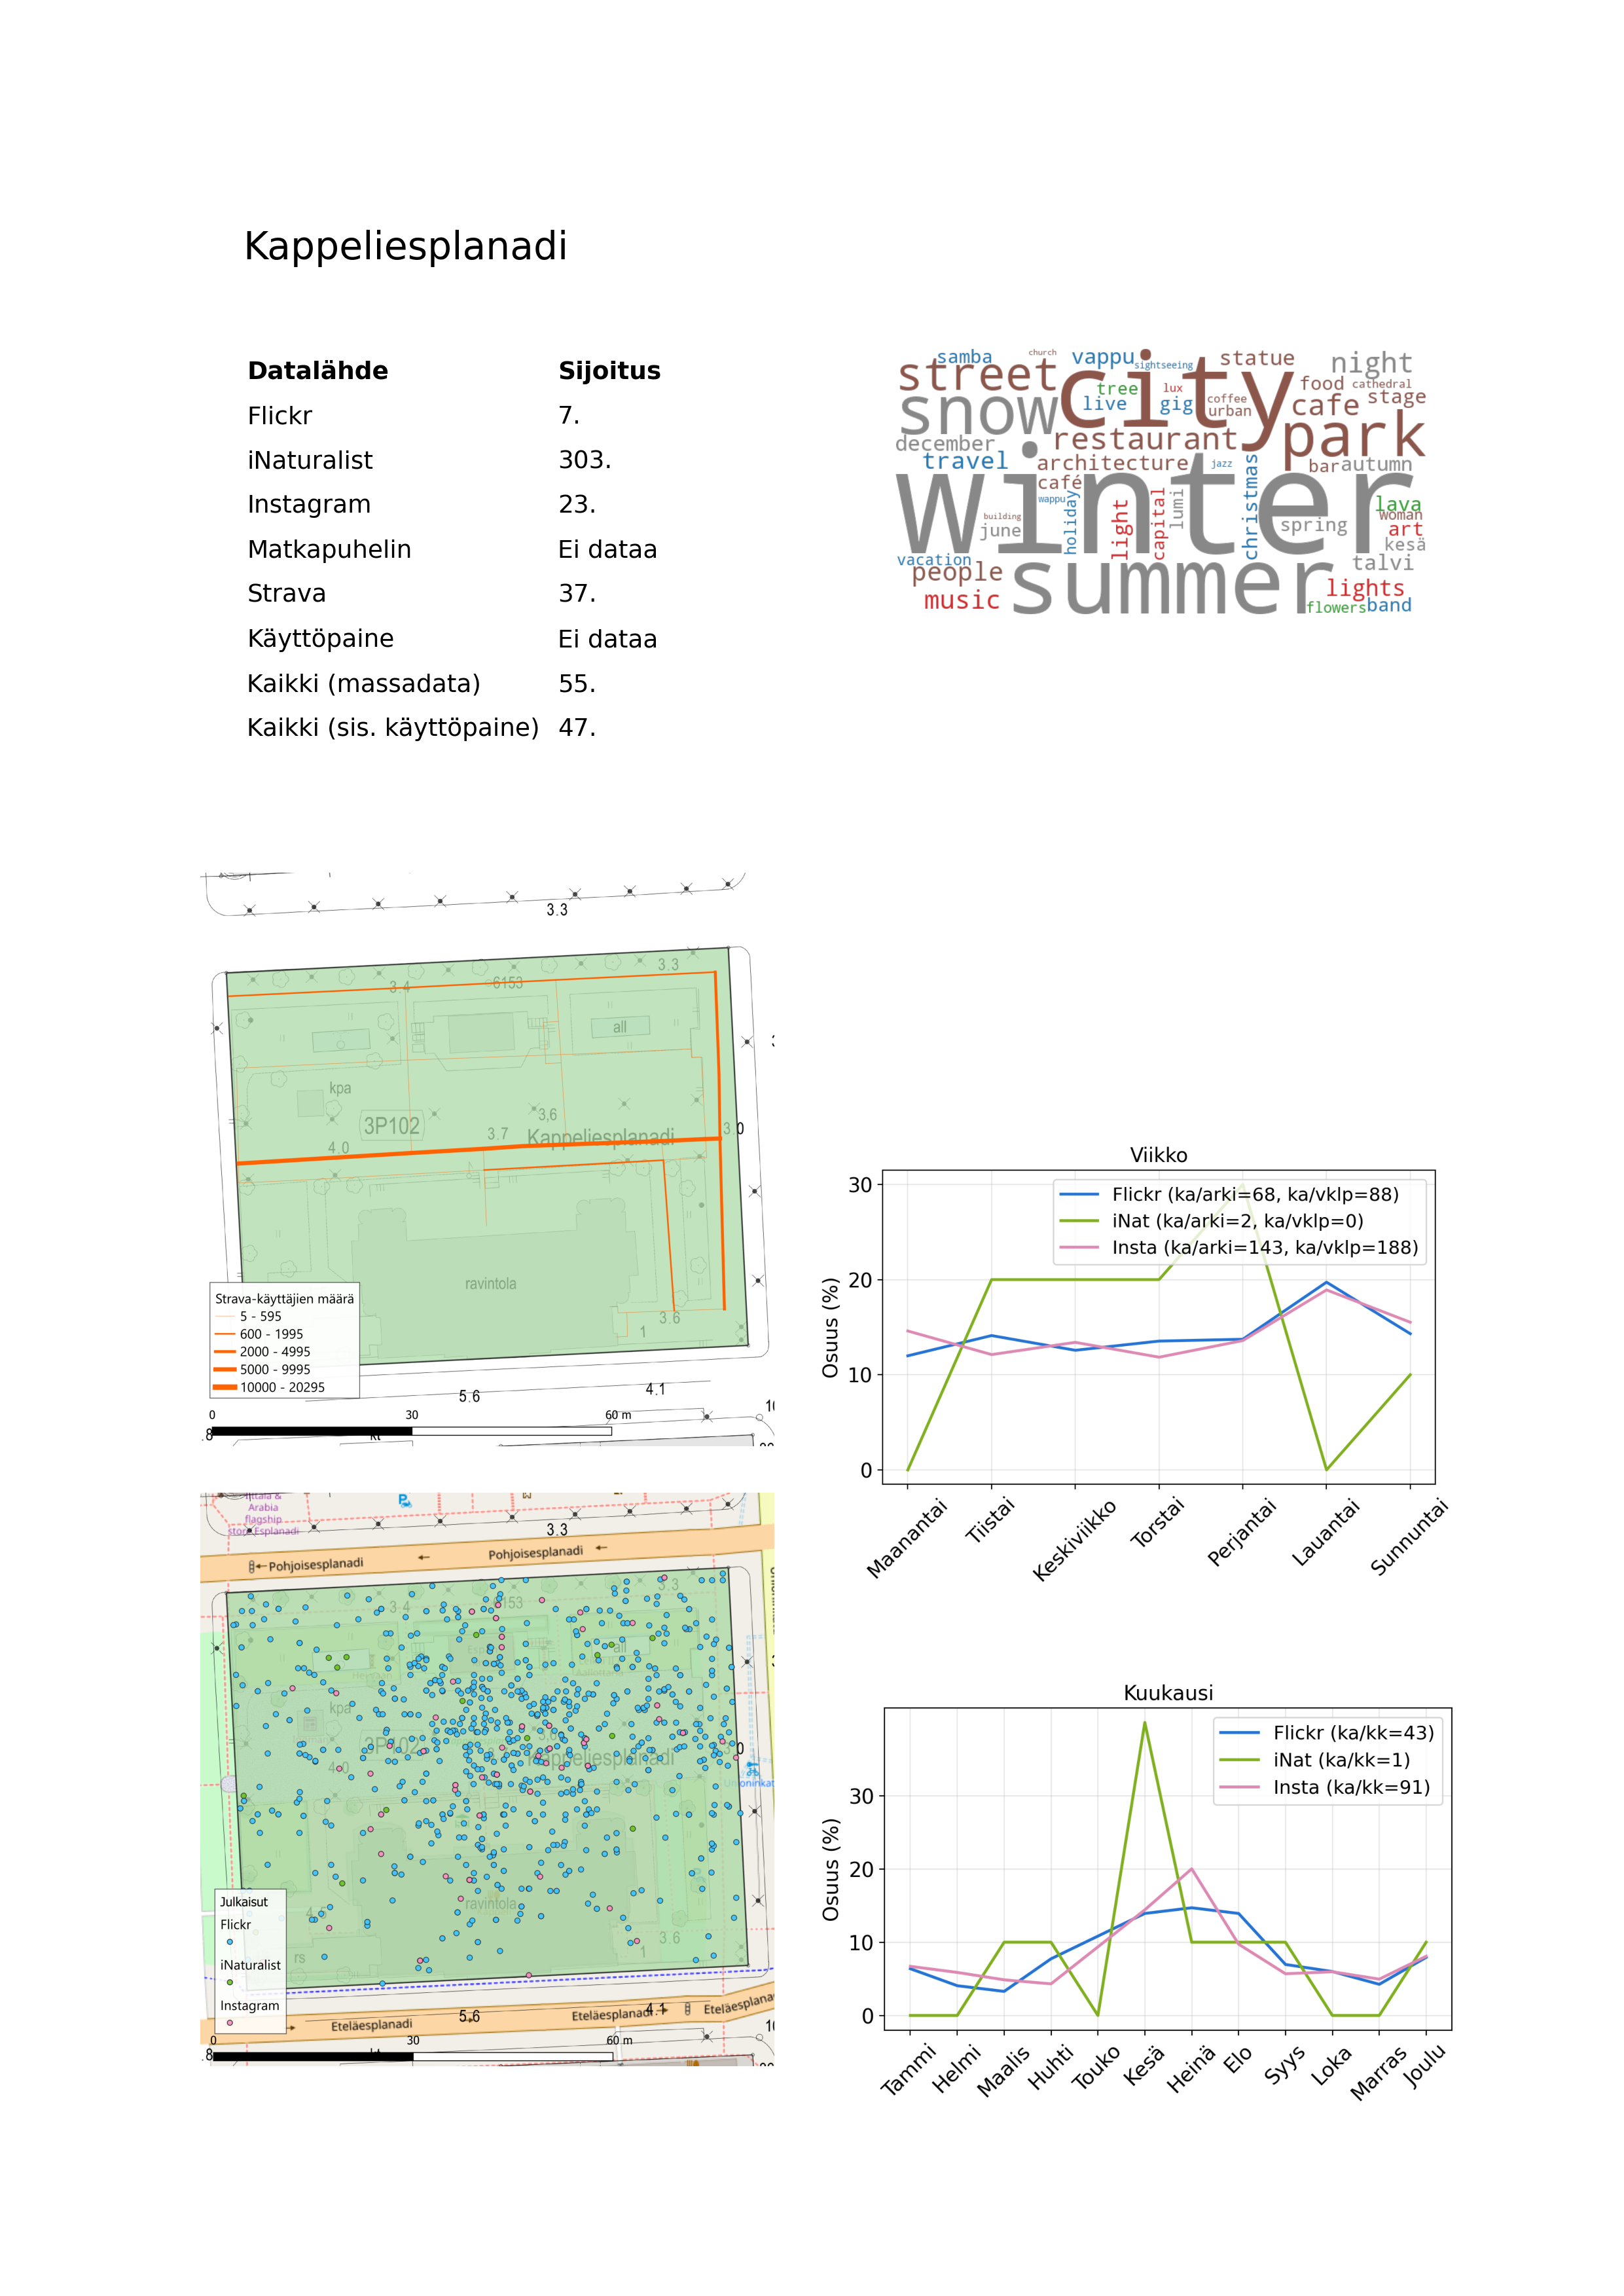 Kappeliesplanadi
Datalähde Sijoitus
Flickr 7.
iNaturalist 303.
Instagram 23.
Matkapuhelin Ei dataa
Strava 37.
Käyttöpaine Ei dataa
Kaikki (massadata) 55.
Kaikki (sis. käyttöpaine) 47.
samba church vappu sightseeing statue night
street city tree lux food cathedral
snow live gig coffee urban cafe stage
december restaurant park
travel architecture jazz bar autumn
café winter christmas
wappu holiday light capital lumi lava
building june spring woman art
kesä
vacation talvi
people summer lights
music flowers band
3.3
3.4 6153 3.3
all
kpa
3P102 3,6
4.0 3.7 Kappeliesplanadi 3.0
ravintola
3.6
1
Strava-käyttäjien määrä
5 - 595
600 - 1995
2000 - 4995
5000 - 9995
10000 - 20295
5.6 4.1
0 30 60 m
Viikko
Flickr (ka/arki=68, ka/vklp=88)
iNat (ka/arki=2, ka/vklp=0)
Insta (ka/arki=143, ka/vklp=188)
Osuus (%)
30
20
10
0
Maanantai Tiistai Keskiviikko Torstai Perjantai Lauantai Sunnuntai
Arabia
flagship
store Esplanadi
3.3
Pohjoisesplanadi Pohjoisesplanadi
3.4 6153 3.3
all
kpa
3P102
4.0 Kappeliesplanadi
ravintola
3.6
rs 1
Julkaisut
Flickr
iNaturalist
Instagram
Eteläesplanadi 5.6 Eteläesplanadi 4.1
0 30 60 m
Kuukausi
Flickr (ka/kk=43)
iNat (ka/kk=1)
Insta (ka/kk=91)
Osuus (%)
30
20
10
0
Tammi Helmi Maalis Huhti Touko Kesä Heinä Elo Syys Loka Marras Joulu